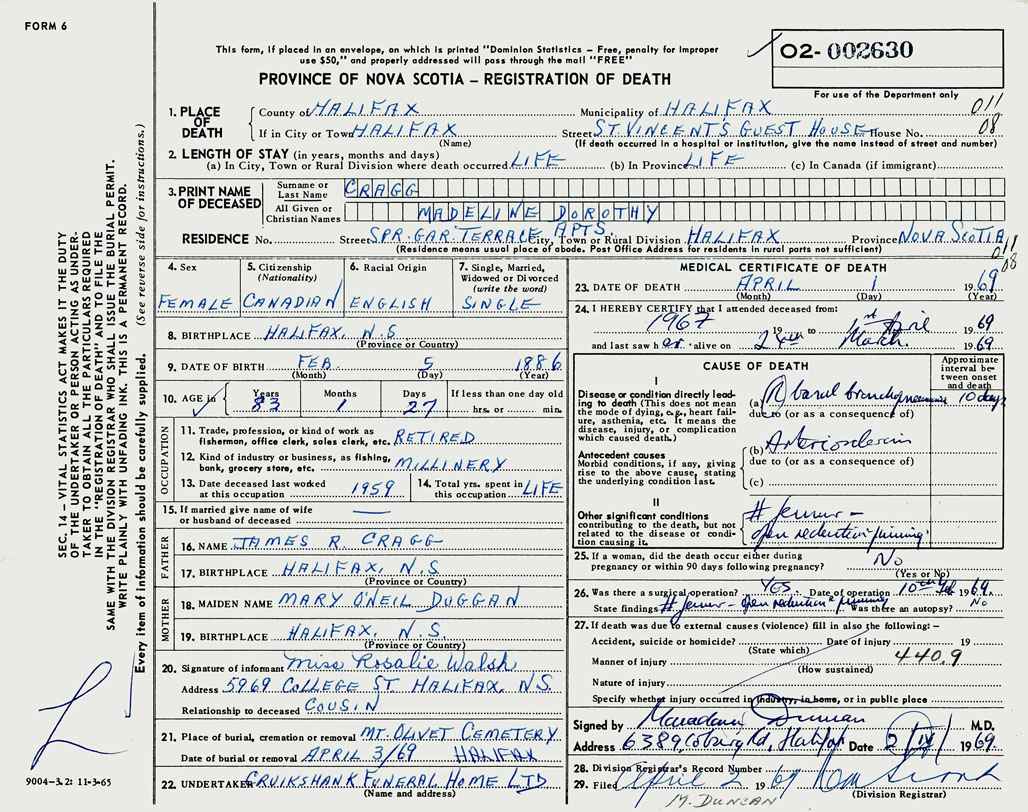 FORM 6
This form, if placed in an envelope, on which is printed "Dominion Statistics – Free, penalty for improper
use $50," and properly addressed will pass through the mail "FREE"
02-002630
PROVINCE OF NOVA SCOTIA – REGISTRATION OF DEATH
For use of the Department only
SEC. 14 – VITAL STATISTICS ACT MAKES IT THE DUTY
OF THE UNDERTAKER OR PERSON ACTING AS UNDER-
TAKER TO OBTAIN ALL THE PARTICULARS REQUIRED
IN THE "REGISTRATION OF DEATH" AND TO FILE THE
SAME WITH THE DIVISION REGISTRAR WHO SHALL ISSUE THE BURIAL PERMIT.
WRITE PLAINLY WITH UNFADING INK. THIS IS A PERMANENT RECORD.
Every item of information should be carefully supplied. (See reverse side for instructions.)
1. PLACE OF DEATH
County of HALIFAX Municipality of HALIFAX 011
If in City or Town HALIFAX Street ST. VINCENT'S GUEST HOUSE House No. 08
(Name) (If death occurred in a hospital or institution, give the name instead of street and number)
2. LENGTH OF STAY (in years, months and days)
(a) In City, Town or Rural Division where death occurred LIFE (b) In Province LIFE (c) In Canada (if immigrant)
3. PRINT NAME OF DECEASED
Surname or Last Name CRAGG
All Given or Christian Names MADELINE DOROTHY
RESIDENCE No. Street SPR. GAR. TERRACE APTS. City, Town or Rural Division HALIFAX Province NOVA SCOTIA 011
(Residence means usual place of abode. Post Office Address for residents in rural parts not sufficient) 08
4. Sex FEMALE
5. Citizenship (Nationality) CANADIAN
6. Racial Origin ENGLISH
7. Single, Married, Widowed or Divorced (write the word) SINGLE
8. BIRTHPLACE HALIFAX, N.S.
(Province or Country)
9. DATE OF BIRTH FEB. 5 1886
(Month) (Day) (Year)
10. AGE in Years 83 Months 1 Days 27 If less than one day old hrs. or min.
OCCUPATION
11. Trade, profession, or kind of work as fisherman, office clerk, sales clerk, etc. RETIRED
12. Kind of industry or business, as fishing, bank, grocery store, etc. MILLINERY
13. Date deceased last worked at this occupation 1959
14. Total yrs. spent in this occupation LIFE
15. If married give name of wife or husband of deceased —
FATHER
16. NAME JAMES R. CRAGG
17. BIRTHPLACE HALIFAX, N.S.
(Province or Country)
MOTHER
18. MAIDEN NAME MARY O'NEIL DUGGAN
19. BIRTHPLACE HALIFAX, N.S.
(Province or Country)
20. Signature of informant Miss Rosalie Walsh
Address 5969 COLLEGE ST. HALIFAX, N.S.
Relationship to deceased COUSIN
21. Place of burial, cremation or removal MT. OLIVET CEMETERY
Date of burial or removal APRIL 3/69 HALIFAX
22. UNDERTAKER CRUIKSHANK FUNERAL HOME LTD
(Name and address)
9004-3.2: 11-3-65
MEDICAL CERTIFICATE OF DEATH
23. DATE OF DEATH APRIL 1 1969
(Month) (Day) (Year)
24. I HEREBY CERTIFY that I attended deceased from:
1967 19 to 1st April 1969
and last saw her alive on 24th March 1969
CAUSE OF DEATH
Approximate interval between onset and death
I
Disease or condition directly leading to death (This does not mean the mode of dying, e.g., heart failure, asthenia, etc. It means the disease, injury, or complication which caused death.)
(a) R basal 10 days
due to (or as a consequence of)
Antecedent causes
Morbid conditions, if any, giving rise to the above cause, stating the underlying condition last.
(b)
due to (or as a consequence of)
(c)
II
Other significant conditions
contributing to the death, but not related to the disease or condition causing it.
# femur –
open reduction + pinning
25. If a woman, did the death occur either during pregnancy or within 90 days following pregnancy? No
(Yes or No)
26. Was there a surgical operation? YES Date of operation 10th Feb 1969
State findings # femur – open reduction + pinning Was there an autopsy? No
27. If death was due to external causes (violence) fill in also the following: –
Accident, suicide or homicide? Date of injury 19
(State which)
Manner of injury 440.9
(How sustained)
Nature of injury
Specify whether injury occurred in industry, in home, or in public place
Signed by Duncan M.D.
Address 6389, Coburg Rd, Halifax Date 2/IV/1969
28. Division Registrar's Record Number
29. Filed April 2 1969
(Division Registrar)
M. DUNCAN